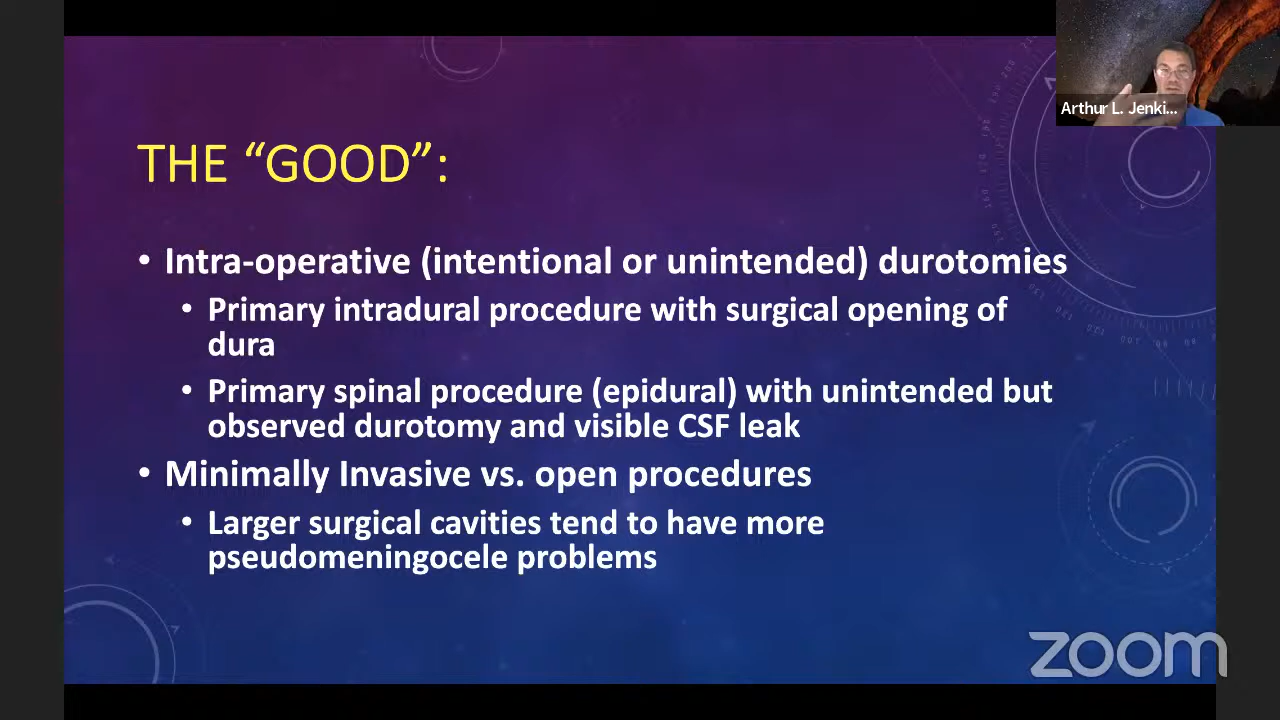 Arthur L. Jenki...
THE “GOOD”:
• Intra-operative (intentional or unintended) durotomies
• Primary intradural procedure with surgical opening of
dura
• Primary spinal procedure (epidural) with unintended but
observed durotomy and visible CSF leak
• Minimally Invasive vs. open procedures
• Larger surgical cavities tend to have more
pseudomeningocele problems
zoom